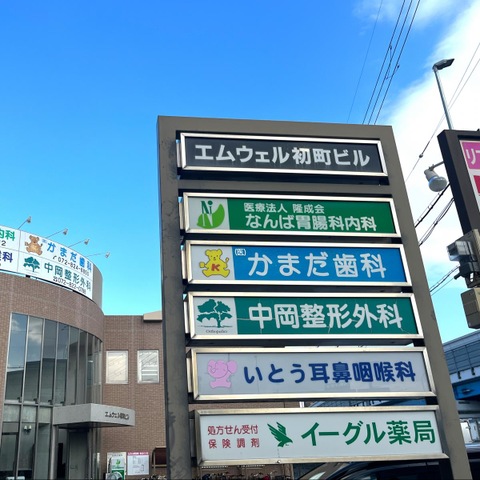 エムウェル初町ビル
医療法人 隆成会
なんば胃腸科内科
医
かまだ歯科
K
中岡整形外科
いとう耳鼻咽喉科
処方せん受付
保険調剤
イーグル薬局
かまだ歯科
中岡整形外科